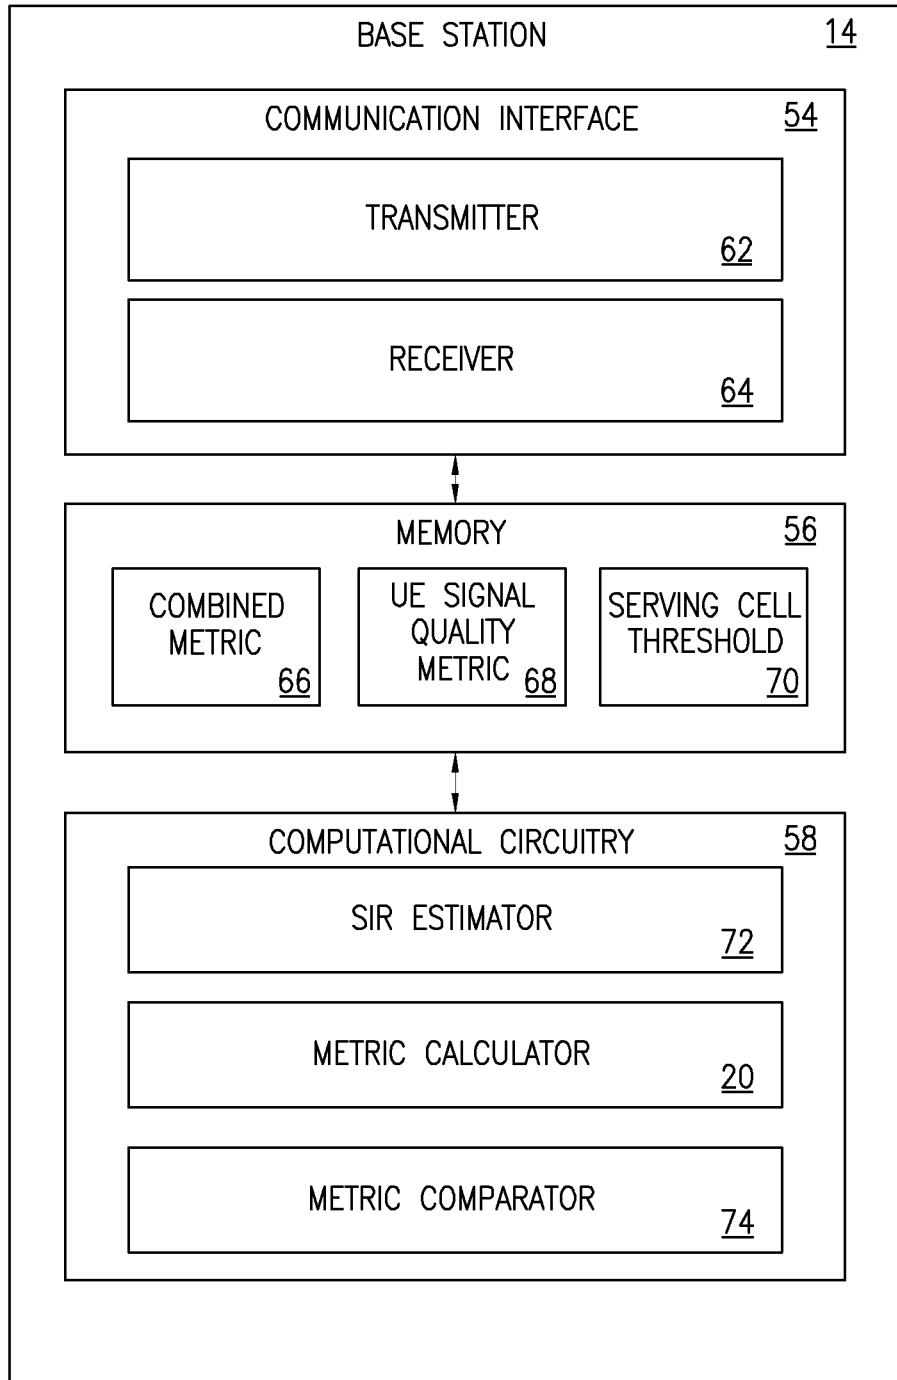 BASE STATION 14
COMMUNICATION INTERFACE 54
TRANSMITTER
62
RECEIVER
64
MEMORY 56
COMBINED
METRIC
66
UE SIGNAL
QUALITY
METRIC
68
SERVING CELL
THRESHOLD
70
COMPUTATIONAL CIRCUITRY 58
SIR ESTIMATOR
72
METRIC CALCULATOR
20
METRIC COMPARATOR
74